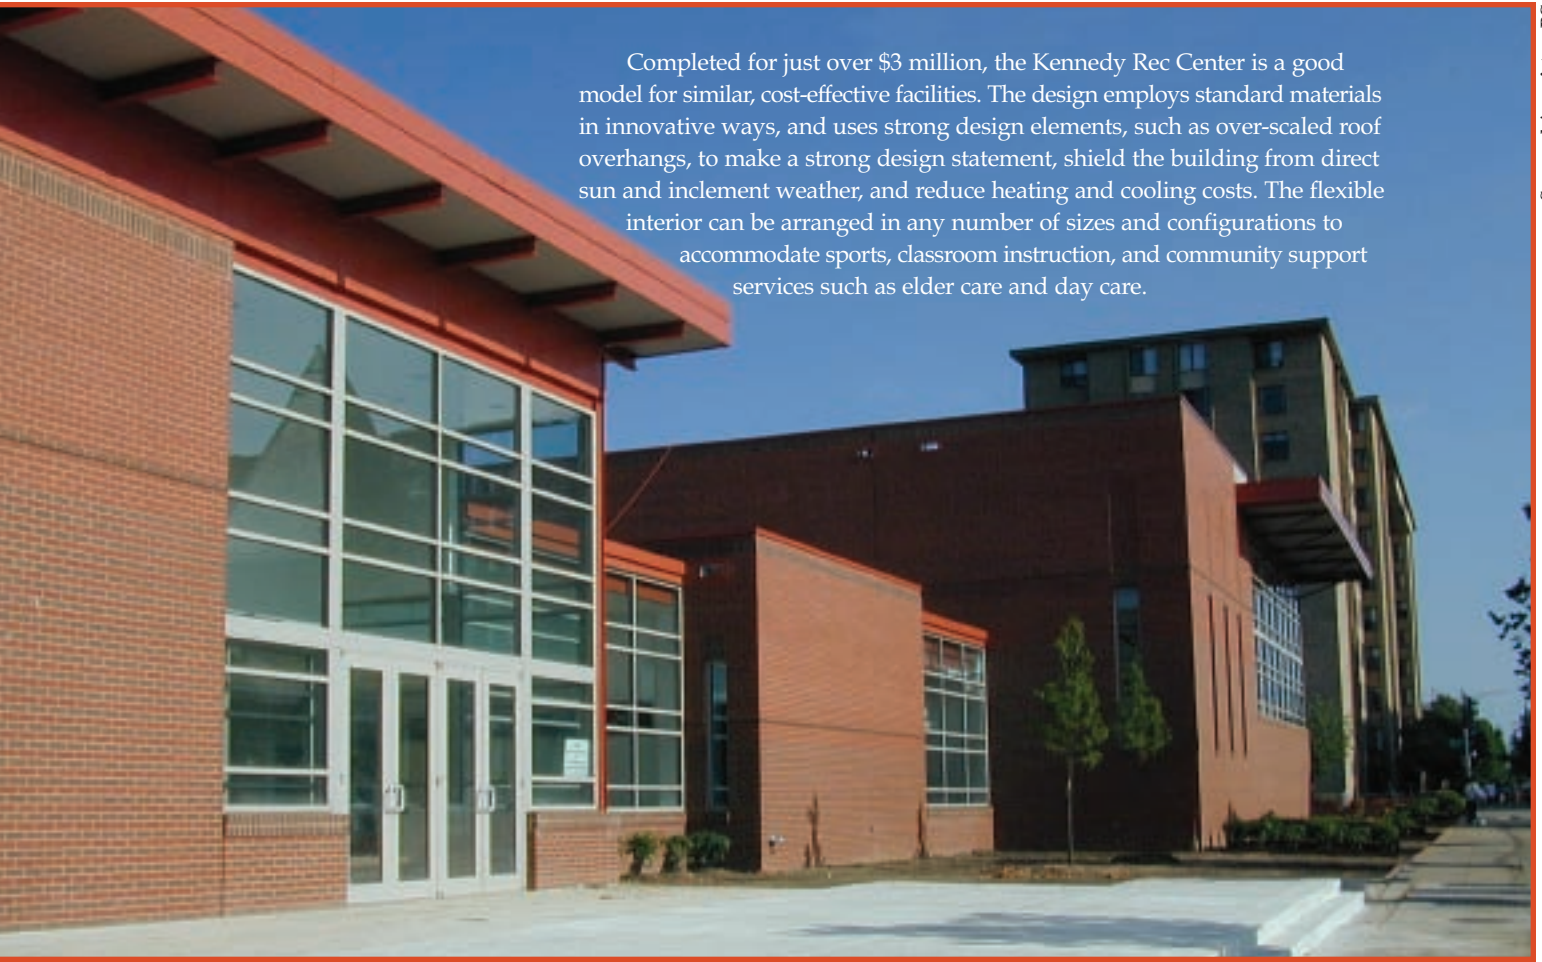 Completed for just over $3 million, the Kennedy Rec Center is a good
model for similar, cost-effective facilities. The design employs standard materials
in innovative ways, and uses strong design elements, such as over-scaled roof
overhangs, to make a strong design statement, shield the building from direct
sun and inclement weather, and reduce heating and cooling costs. The flexible
interior can be arranged in any number of sizes and configurations to
accommodate sports, classroom instruction, and community support
services such as elder care and day care.